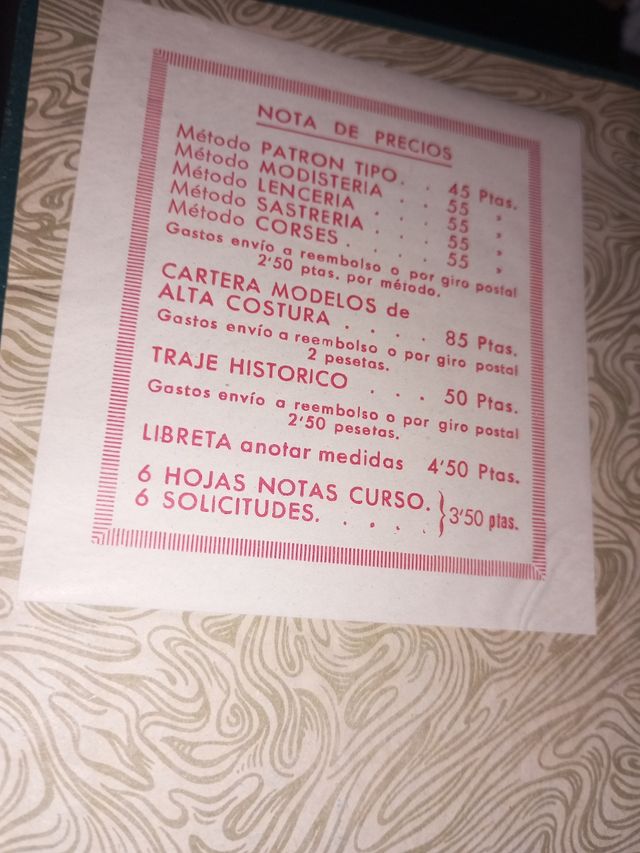 NOTA DE PRECIOS
Método PATRON TIPO. . 45 Ptas.
Método MODISTERIA . . 55 »
Método LENCERIA . . . 55 »
Método SASTRERIA . . . 55 »
Método CORSES . . . . 55 »
Gastos envío a reembolso o por giro postal
2'50 ptas. por método.
CARTERA MODELOS de
ALTA COSTURA . . . . 85 Ptas.
Gastos envío a reembolso o por giro postal
2 pesetas.
TRAJE HISTORICO . . . 50 Ptas.
Gastos envío a reembolso o por giro postal
2'50 pesetas.
LIBRETA anotar medidas 4'50 Ptas.
6 HOJAS NOTAS CURSO. } 3'50 ptas.
6 SOLICITUDES. . . . .